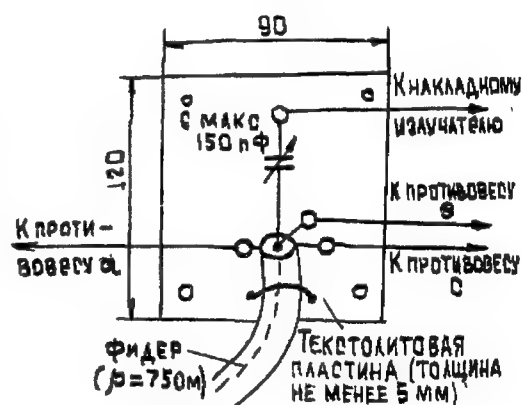 90
120
C МАКС
150 пФ
К НАКЛАДНОМУ
ИЗЛУЧАТЕЛЮ
К ПРОТИВОВЕСУ
В
К ПРОТИ-
ВОВЕСУ а
К ПРОТИВОВЕСУ
С
ФИДЕР
(ρ=75Ом)
ТЕКСТОЛИТОВАЯ
ПЛАСТИНА (ТОЛЩИНА
НЕ МЕНЕЕ 5 ММ)